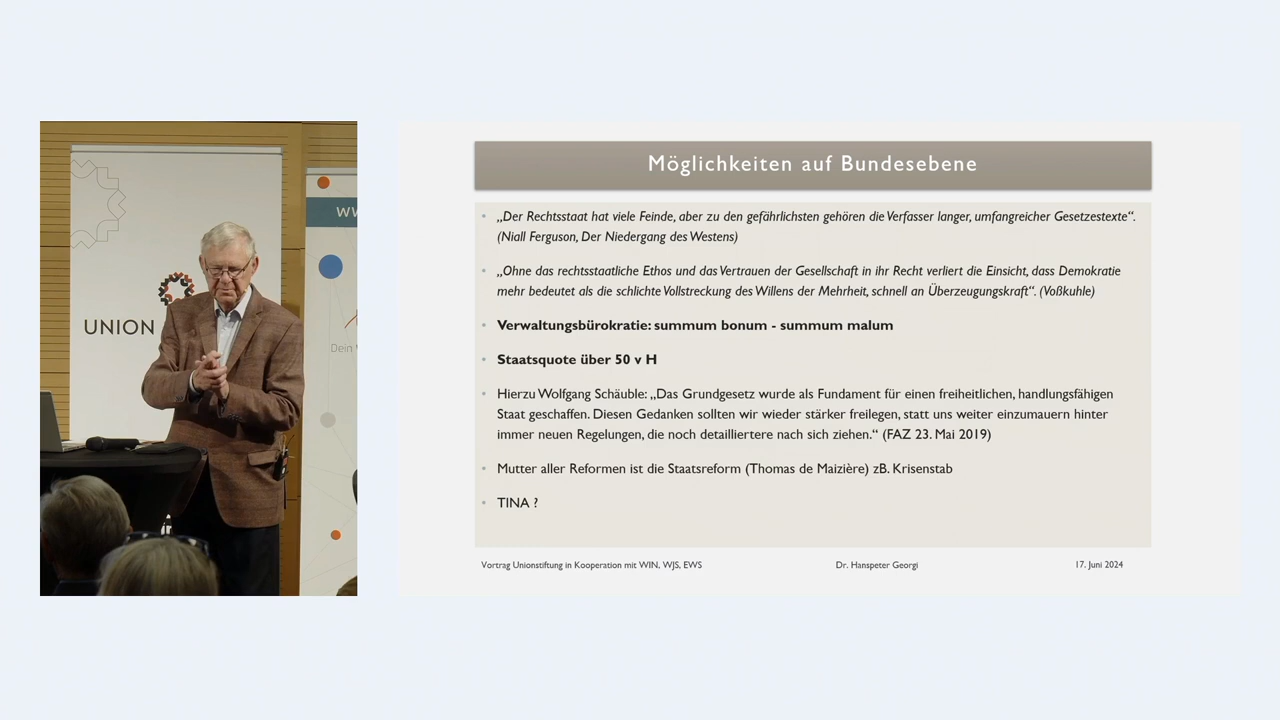 UNION
WW
Dein
Möglichkeiten auf Bundesebene
„Der Rechtsstaat hat viele Feinde, aber zu den gefährlichsten gehören die Verfasser langer, umfangreicher Gesetzestexte“.
(Niall Ferguson, Der Niedergang des Westens)
„Ohne das rechtsstaatliche Ethos und das Vertrauen der Gesellschaft in ihr Recht verliert die Einsicht, dass Demokratie
mehr bedeutet als die schlichte Vollstreckung des Willens der Mehrheit, schnell an Überzeugungskraft“. (Voßkuhle)
Verwaltungsbürokratie: summum bonum - summum malum
Staatsquote über 50 v H
Hierzu Wolfgang Schäuble: „Das Grundgesetz wurde als Fundament für einen freiheitlichen, handlungsfähigen
Staat geschaffen. Diesen Gedanken sollten wir wieder stärker freilegen, statt uns weiter einzumauern hinter
immer neuen Regelungen, die noch detailliertere nach sich ziehen.“ (FAZ 23. Mai 2019)
Mutter aller Reformen ist die Staatsreform (Thomas de Maizière) zB. Krisenstab
TINA ?
Vortrag Unionstiftung in Kooperation mit WIN, WJS, EWS
Dr. Hanspeter Georgi
17. Juni 2024